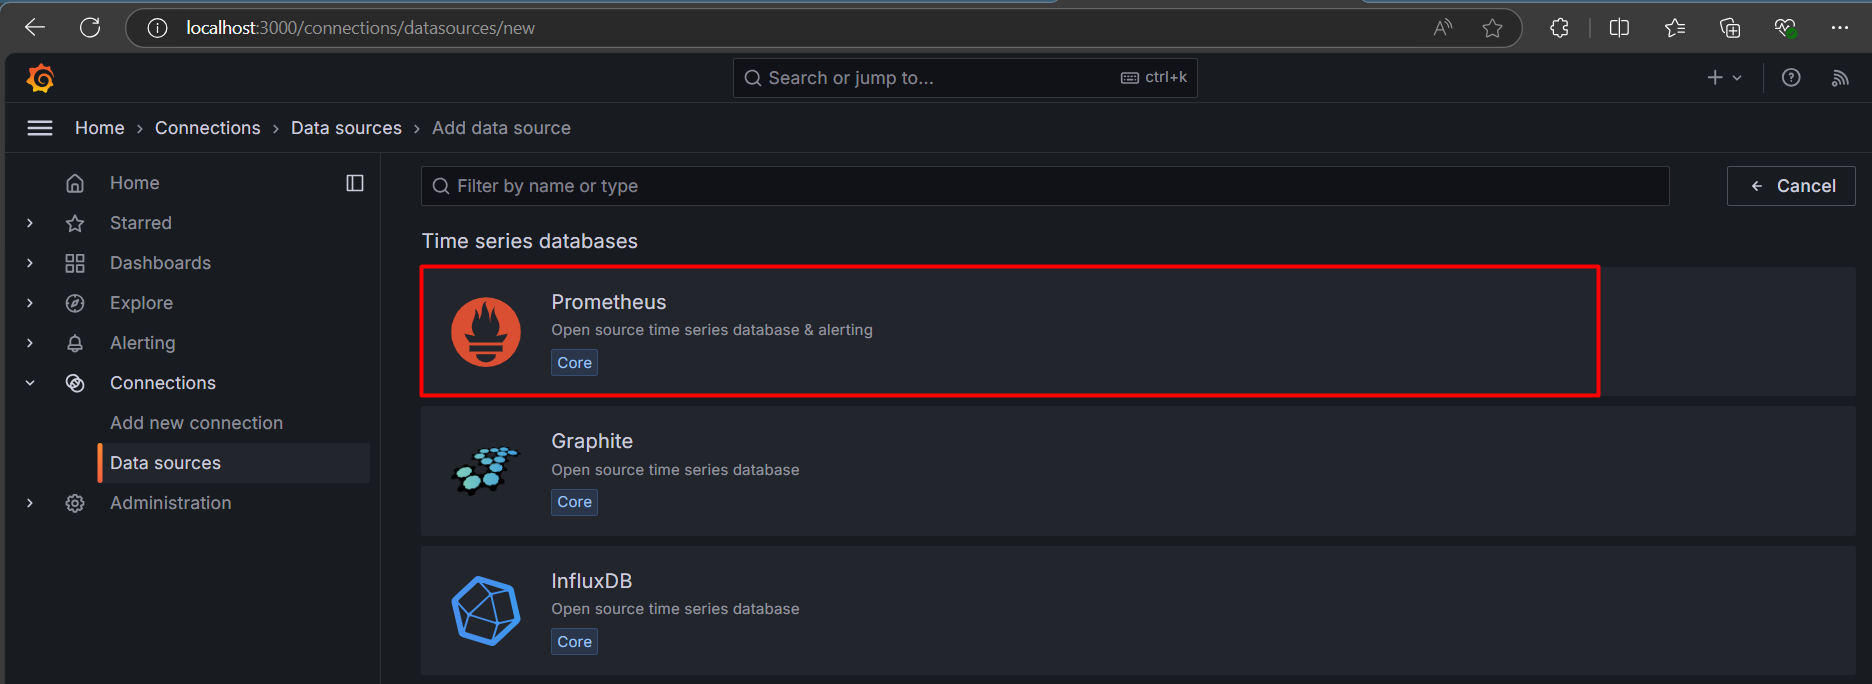 localhost:3000/connections/datasources/new
Search or jump to...
ctrl+k
Home > Connections > Data sources > Add data source
Home
Starred
Dashboards
Explore
Alerting
Connections
Add new connection
Data sources
Administration
Filter by name or type
Cancel
Time series databases
Prometheus
Open source time series database & alerting
Core
Graphite
Open source time series database
Core
InfluxDB
Open source time series database
Core